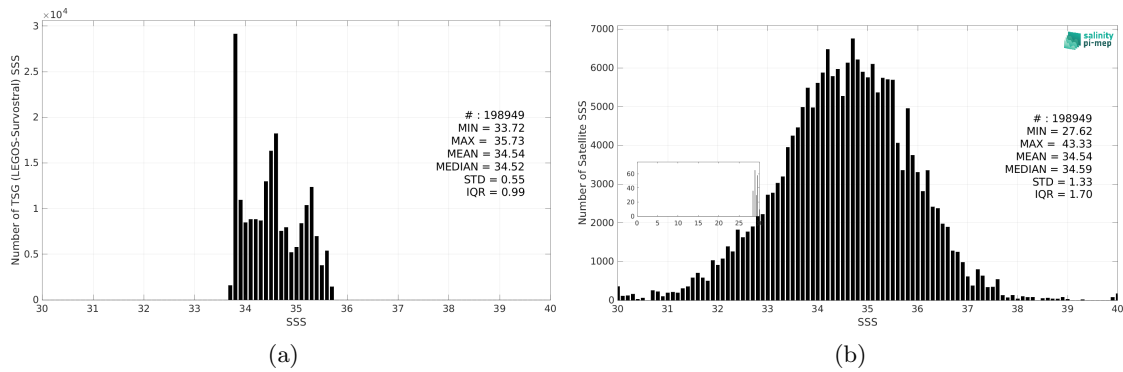 ×10⁴
3
2.5
2
1.5
1
0.5
0
Number of TSG (LEGOS-Survostral) SSS
# : 198949
MIN = 33.72
MAX = 35.73
MEAN = 34.54
MEDIAN = 34.52
STD = 0.55
IQR = 0.99
30 31 32 33 34 35 36 37 38 39 40
SSS
(a)
7000
6000
5000
4000
3000
2000
1000
0
Number of Satellite SSS
salinity
pi-mep
# : 198949
MIN = 27.62
MAX = 43.33
MEAN = 34.54
MEDIAN = 34.59
STD = 1.33
IQR = 1.70
60
40
20
0
0 5 10 15 20 25
30 31 32 33 34 35 36 37 38 39 40
SSS
(b)